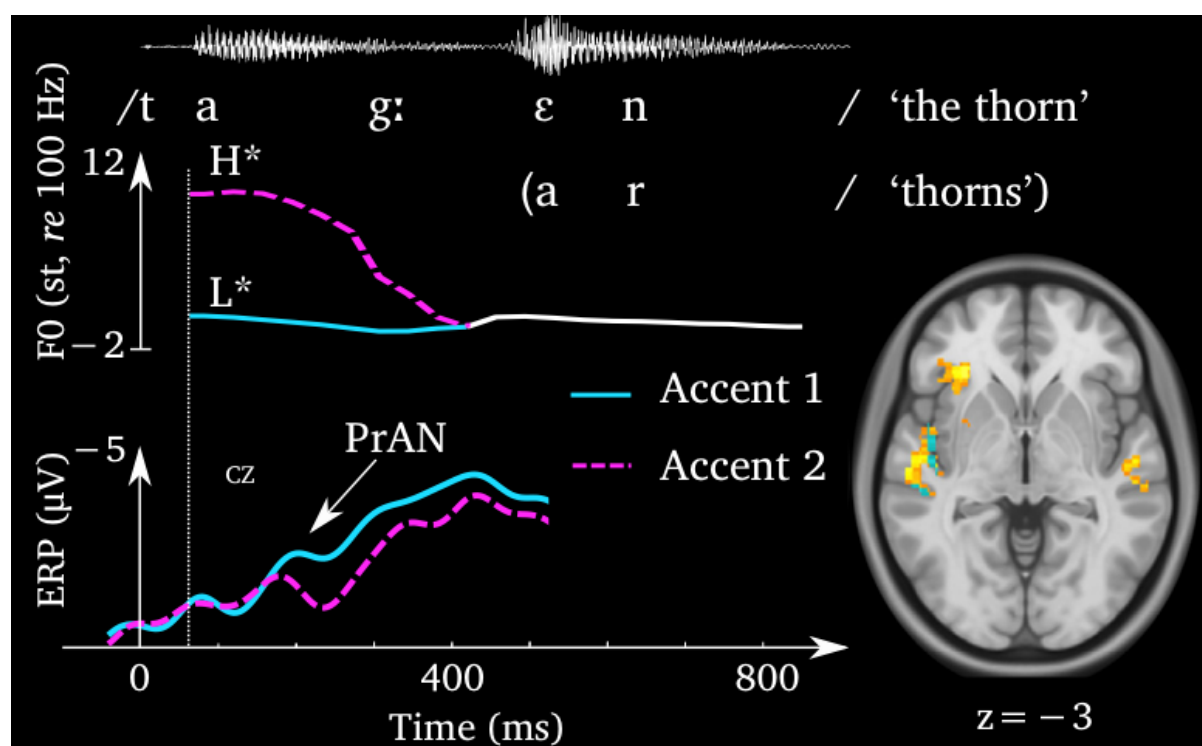 /t a gː ɛ n / ‘the thorn’
(a r / ‘thorns’)
F0 (st, re 100 Hz)
12
−2
H*
L*
Accent 1
Accent 2
ERP (µV)
−5
CZ
PrAN
0 400 800
Time (ms)
z = −3